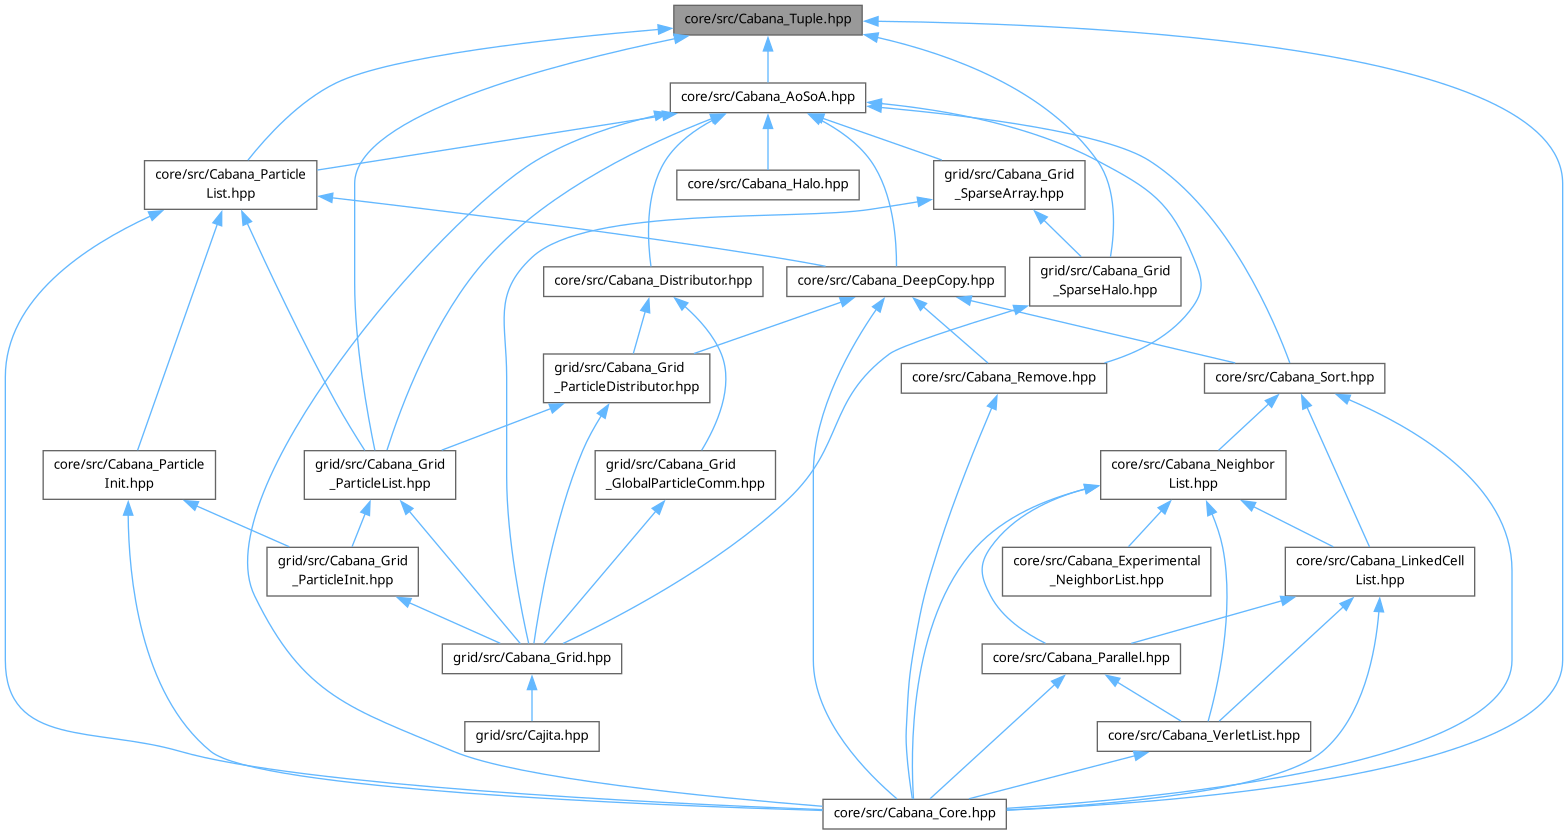 core/src/Cabana_Tuple.hpp
core/src/Cabana_AoSoA.hpp
core/src/Cabana_Particle
List.hpp
core/src/Cabana_Halo.hpp
grid/src/Cabana_Grid
_SparseArray.hpp
core/src/Cabana_Distributor.hpp
core/src/Cabana_DeepCopy.hpp
grid/src/Cabana_Grid
_SparseHalo.hpp
grid/src/Cabana_Grid
_ParticleDistributor.hpp
core/src/Cabana_Remove.hpp
core/src/Cabana_Sort.hpp
core/src/Cabana_Particle
Init.hpp
grid/src/Cabana_Grid
_ParticleList.hpp
grid/src/Cabana_Grid
_GlobalParticleComm.hpp
core/src/Cabana_Neighbor
List.hpp
grid/src/Cabana_Grid
_ParticleInit.hpp
core/src/Cabana_Experimental
_NeighborList.hpp
core/src/Cabana_LinkedCell
List.hpp
grid/src/Cabana_Grid.hpp
core/src/Cabana_Parallel.hpp
grid/src/Cajita.hpp
core/src/Cabana_VerletList.hpp
core/src/Cabana_Core.hpp